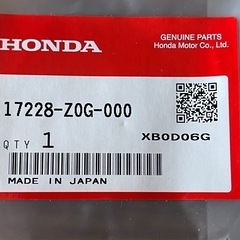 HONDA
GENUINE PARTS
Honda Motor Co., Ltd.
17228-Z0G-000
QTY 1
XB0D06G
MADE IN JAPAN